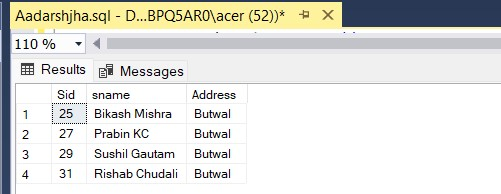 Aadarshjha.sql - D...BPQ5AR0\acer (52))*
110 %
Results Messages
Sid sname Address
1 25 Bikash Mishra Butwal
2 27 Prabin KC Butwal
3 29 Sushil Gautam Butwal
4 31 Rishab Chudali Butwal